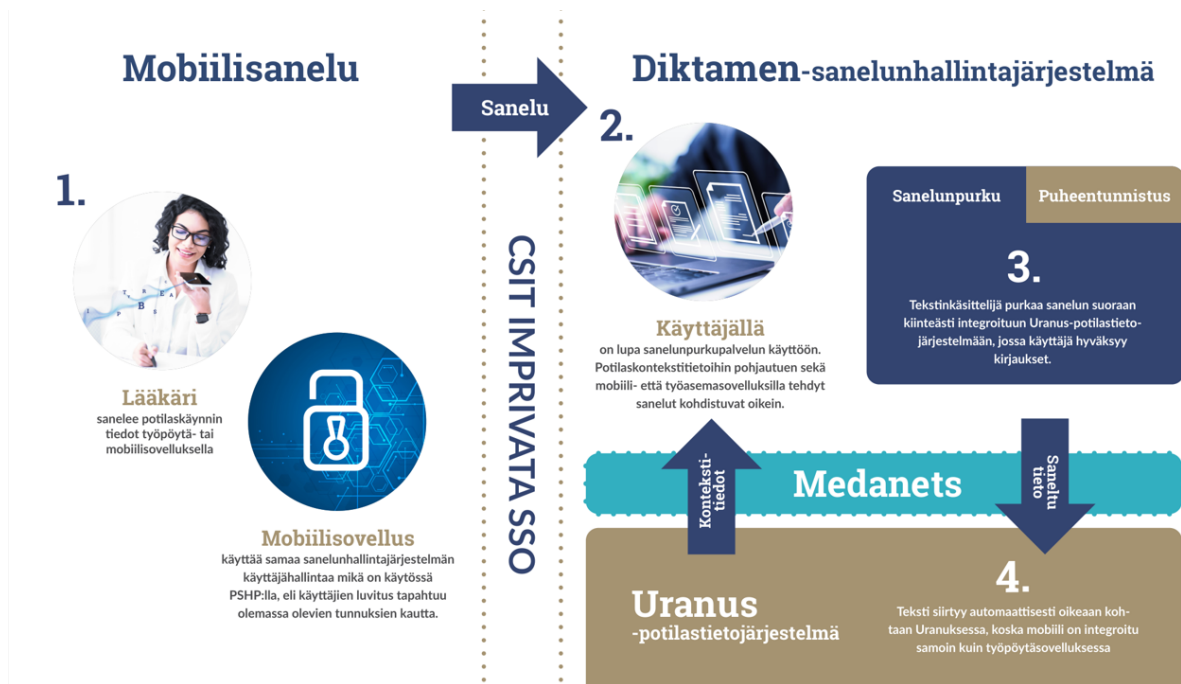 Mobiilisanelu
1.
Lääkäri
sanelee potilaskäynnin
tiedot työpöytä- tai
mobiilisovelluksella
Mobiilisovellus
käyttää samaa sanelunhallintajärjestelmän
käyttäjähallintaa mikä on käytössä
PSHP:lla, eli käyttäjien luvitus tapahtuu
olemassa olevien tunnuksien kautta.
Sanelu
CSIT IMPRIVATA SSO
Diktamen-sanelunhallintajärjestelmä
2.
Käyttäjällä
on lupa sanelunpurkupalvelun käyttöön.
Potilaskontekstitietoihin pohjautuen sekä
mobiili- että työasemasovelluksilla tehdyt
sanelut kohdistuvat oikein.
Sanelunpurku
Puheentunnistus
3.
Tekstinkäsittelijä purkaa sanelun suoraan
kiinteästi integroituun Uranus-potilastieto-
järjestelmään, jossa käyttäjä hyväksyy
kirjaukset.
Konteksti-
tiedot
Medanets
Saneltu
tieto
Uranus
-potilastietojärjestelmä
4.
Teksti siirtyy automaattisesti oikeaan koh-
taan Uranuksessa, koska mobiili on integroitu
samoin kuin työpöytäsovelluksessa